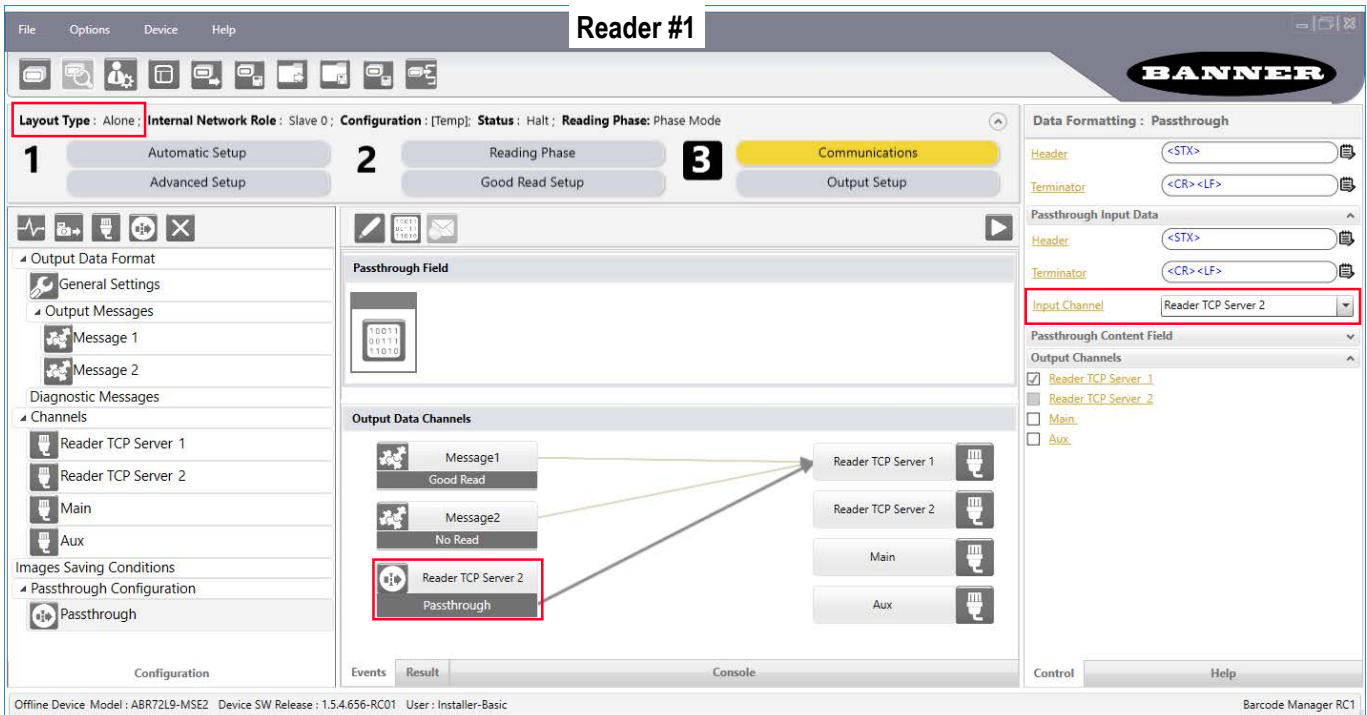 Reader #1
File Options Device Help
BANNER
Layout Type : Alone ; Internal Network Role : Slave 0 ; Configuration : [Temp]; Status : Halt ; Reading Phase: Phase Mode
1
Automatic Setup
Advanced Setup
2
Reading Phase
Good Read Setup
3
Communications
Output Setup
Output Data Format
General Settings
Output Messages
Message 1
Message 2
Diagnostic Messages
Channels
Reader TCP Server 1
Reader TCP Server 2
Main
Aux
Images Saving Conditions
Passthrough Configuration
Passthrough
Configuration
Passthrough Field
10011
00111
11010
Output Data Channels
Message1
Good Read
Message2
No Read
Reader TCP Server 2
Passthrough
Reader TCP Server 1
Reader TCP Server 2
Main
Aux
Events Result Console
Data Formatting : Passthrough
Header <STX>
Terminator <CR><LF>
Passthrough Input Data
Header <STX>
Terminator <CR><LF>
Input Channel Reader TCP Server 2
Passthrough Content Field
Output Channels
Reader TCP Server 1
Reader TCP Server 2
Main
Aux
Control Help
Offline Device Model : ABR72L9-MSE2 Device SW Release : 1.5.4.656-RC01 User : Installer-Basic
Barcode Manager RC1